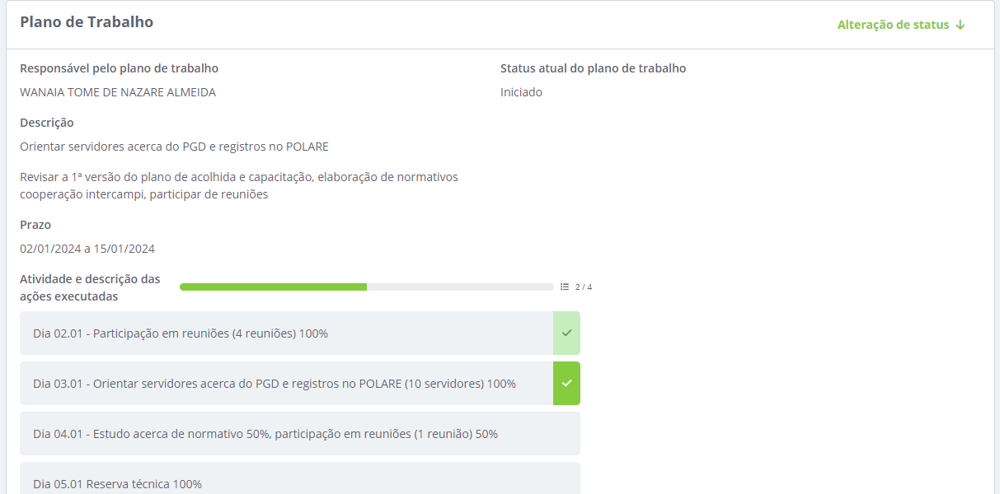 Plano de Trabalho
Alteração de status ↓
Responsável pelo plano de trabalho
Status atual do plano de trabalho
WANAIA TOME DE NAZARE ALMEIDA
Iniciado
Descrição
Orientar servidores acerca do PGD e registros no POLARE
Revisar a 1ª versão do plano de acolhida e capacitação, elaboração de normativos
cooperação intercampi, participar de reuniões
Prazo
02/01/2024 a 15/01/2024
Atividade e descrição das
ações executadas
2 / 4
Dia 02.01 - Participação em reuniões (4 reuniões) 100%
Dia 03.01 - Orientar servidores acerca do PGD e registros no POLARE (10 servidores) 100%
Dia 04.01 - Estudo acerca de normativo 50%, participação em reuniões (1 reunião) 50%
Dia 05.01 Reserva técnica 100%